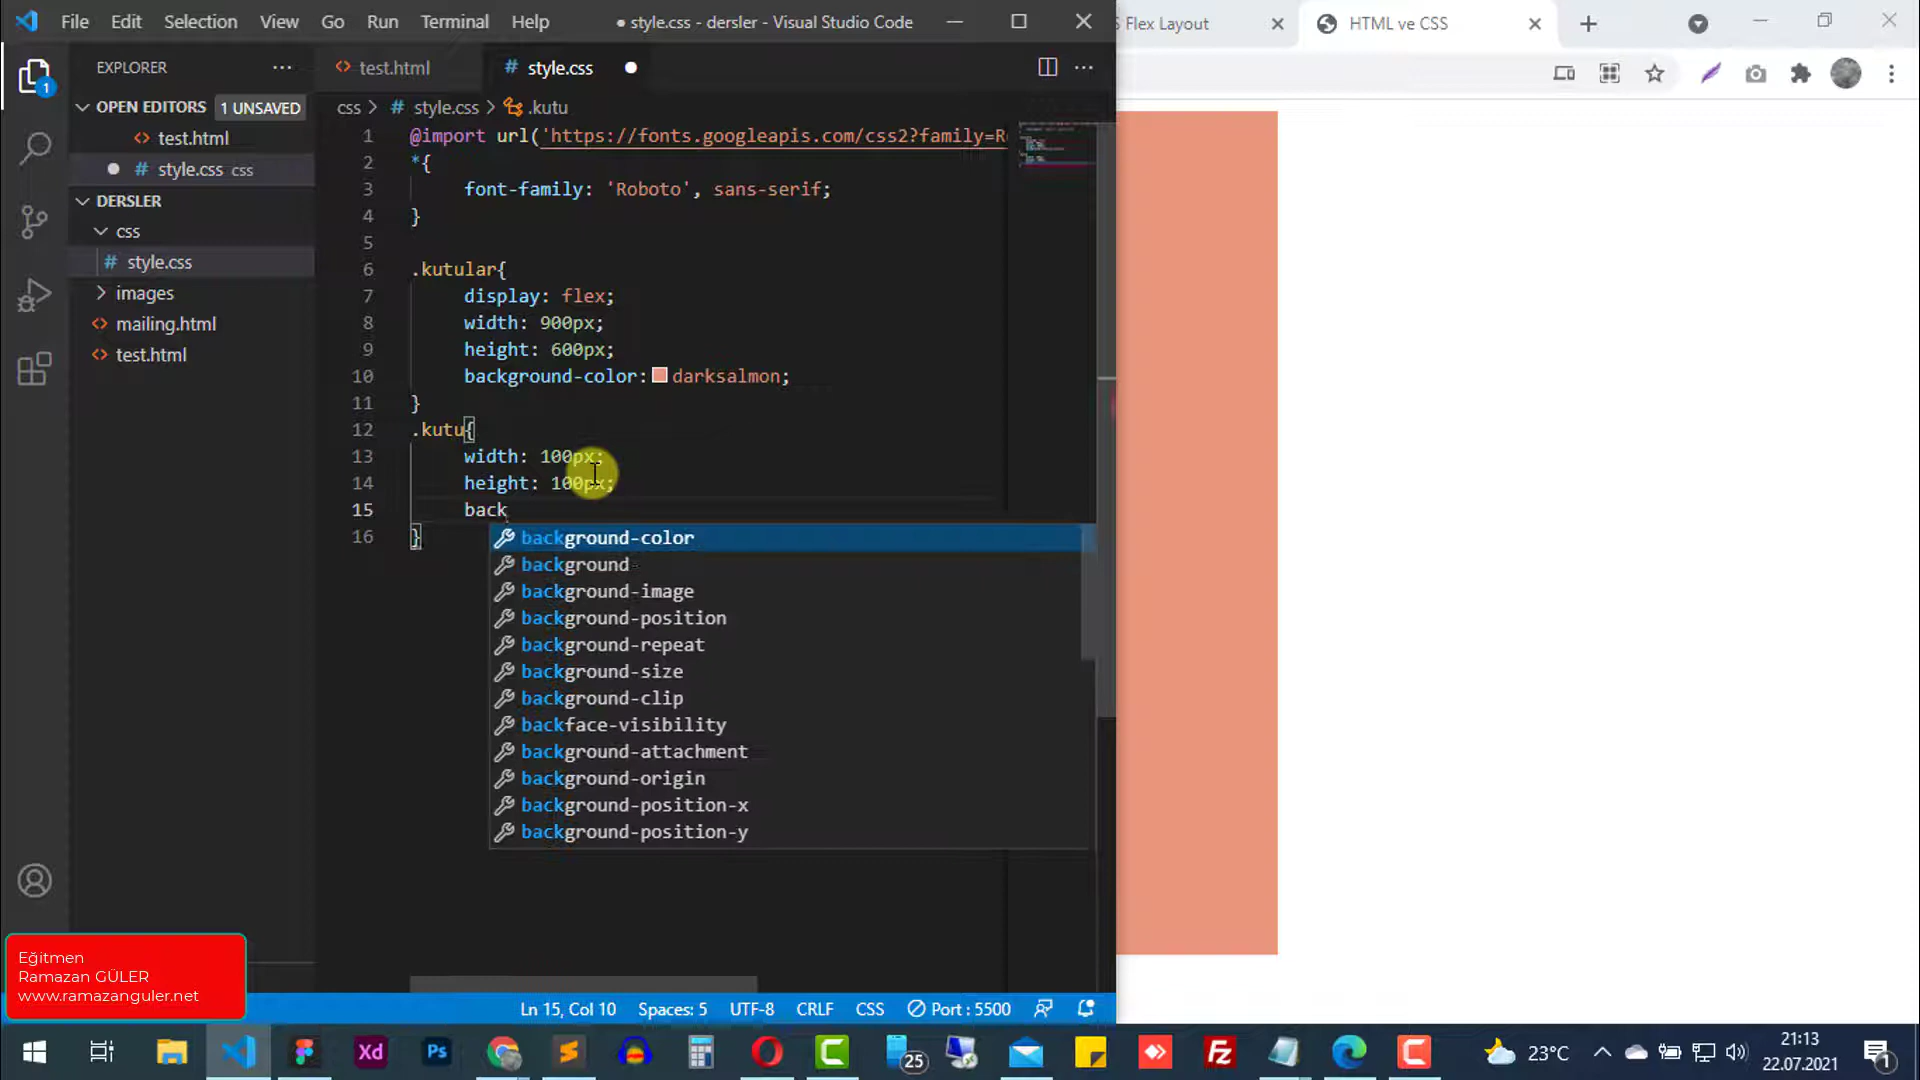 File Edit Selection View Go Run Terminal Help
● style.css - dersler - Visual Studio Code
S Flex Layout
HTML ve CSS
EXPLORER
OPEN EDITORS 1 UNSAVED
test.html
style.css css
DERSLER
css
style.css
images
mailing.html
test.html
1
test.html
style.css
css > # style.css > .kutu
1 @import url('https://fonts.googleapis.com/css2?family=R
2 *{
3 font-family: 'Roboto', sans-serif;
4 }
5
6 .kutular{
7 display: flex;
8 width: 900px;
9 height: 600px;
10 background-color: darksalmon;
11 }
12 .kutu{
13 width: 100px;
14 height: 100px;
15 back
16 }
background-color
background
background-image
background-position
background-repeat
background-size
background-clip
backface-visibility
background-attachment
background-origin
background-position-x
background-position-y
Eğitmen
Ramazan GÜLER
www.ramazanguler.net
Ln 15, Col 10 Spaces: 5 UTF-8 CRLF CSS Port : 5500
Xd Ps 25 Fz 23°C
21:13
22.07.2021
1